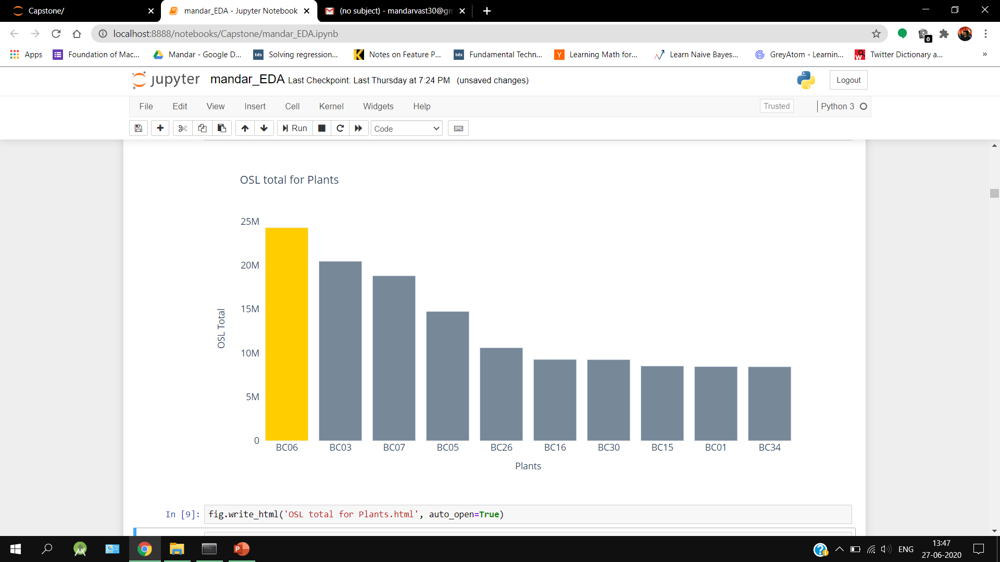 Capstone/
mandar_EDA - Jupyter Notebook
(no subject) - mandarvast30@gm
localhost:8888/notebooks/Capstone/mandar_EDA.ipynb
0
Apps
Foundation of Mac...
Mandar - Google D...
tds
Solving regression...
K
Notes on Feature P...
tds
Fundamental Techn...
Y
Learning Math for...
Learn Naive Bayes...
GreyAtom - Learnin...
W
Twitter Dictionary a...
»
jupyter
mandar_EDA Last Checkpoint: Last Thursday at 7:24 PM (unsaved changes)
Logout
File
Edit
View
Insert
Cell
Kernel
Widgets
Help
Trusted
Python 3
Run
Code
OSL total for Plants
25M
20M
15M
10M
5M
0
OSL Total
BC06
BC03
BC07
BC05
BC26
BC16
BC30
BC15
BC01
BC34
Plants
In [9]: fig.write_html('OSL total for Plants.html', auto_open=True)
P
ENG
13:47
27-06-2020